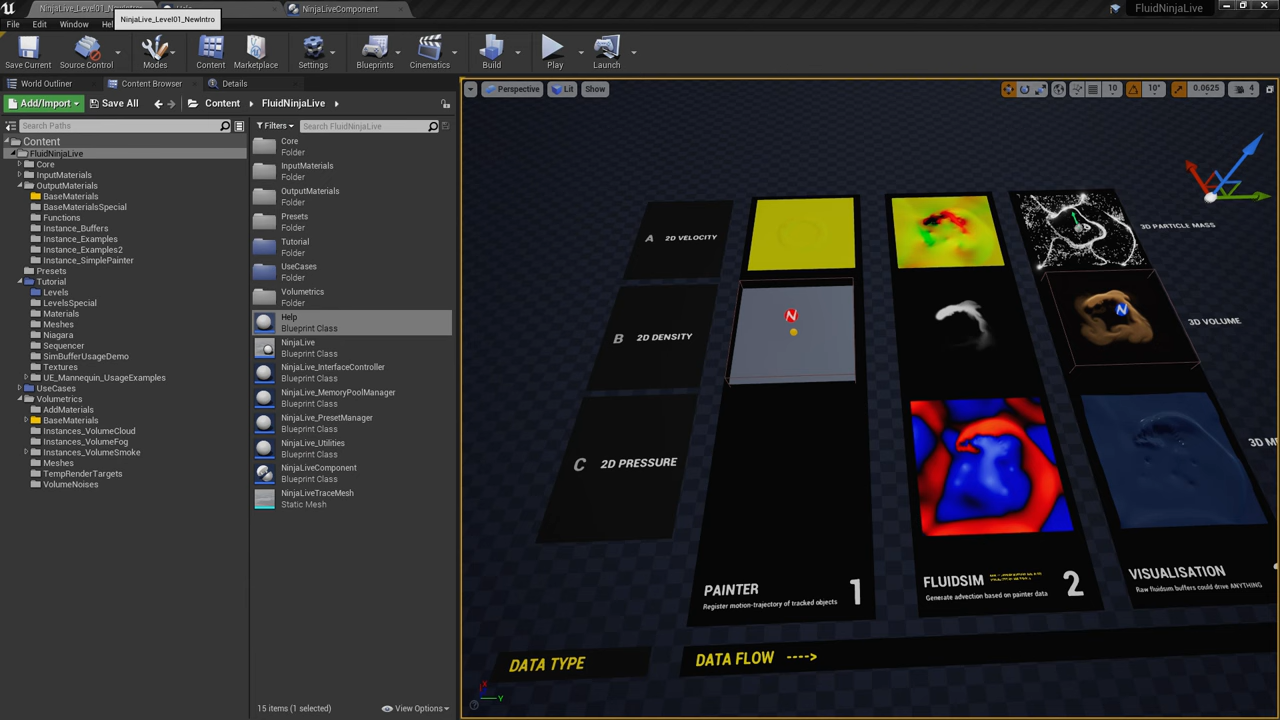 NinjaLive_Level01_NewIntro
Help
NinjaLiveComponent
FluidNinjaLive
File
Edit
Window
Hel
NinjaLive_Level01_NewIntro
Save Current
Source Control
Modes
Content
Marketplace
Settings
Blueprints
Cinematics
Build
Play
Launch
World Outliner
Content Browser
Details
Add/Import
Save All
Content
FluidNinjaLive
Search Paths
Filters
Search FluidNinjaLive
Content
FluidNinjaLive
Core
InputMaterials
OutputMaterials
BaseMaterials
BaseMaterialsSpecial
Functions
Instance_Buffers
Instance_Examples
Instance_Examples2
Instance_SimplePainter
Presets
Tutorial
Levels
LevelsSpecial
Materials
Meshes
Niagara
Sequencer
SimBufferUsageDemo
Textures
UE_Mannequin_UsageExamples
UseCases
Volumetrics
AddMaterials
BaseMaterials
Instances_VolumeCloud
Instances_VolumeFog
Instances_VolumeSmoke
Meshes
TempRenderTargets
VolumeNoises
Core
Folder
InputMaterials
Folder
OutputMaterials
Folder
Presets
Folder
Tutorial
Folder
UseCases
Folder
Volumetrics
Folder
Help
Blueprint Class
NinjaLive
Blueprint Class
NinjaLive_InterfaceController
Blueprint Class
NinjaLive_MemoryPoolManager
Blueprint Class
NinjaLive_PresetManager
Blueprint Class
NinjaLive_Utilities
Blueprint Class
NinjaLiveComponent
Blueprint Class
NinjaLiveTraceMesh
Static Mesh
15 items (1 selected)
View Options
Perspective
Lit
Show
10
10°
0.0625
4
A 2D VELOCITY
3D PARTICLE MASS
B 2D DENSITY
N
N
3D VOLUME
C 2D PRESSURE
3D M
PAINTER
Register motion-trajectory of tracked objects
1
FLUIDSIM
Generate advection based on painter data
2
VISUALISATION
Raw fluidsim buffers could drive ANYTHING
DATA TYPE
DATA FLOW ---->
X
Y